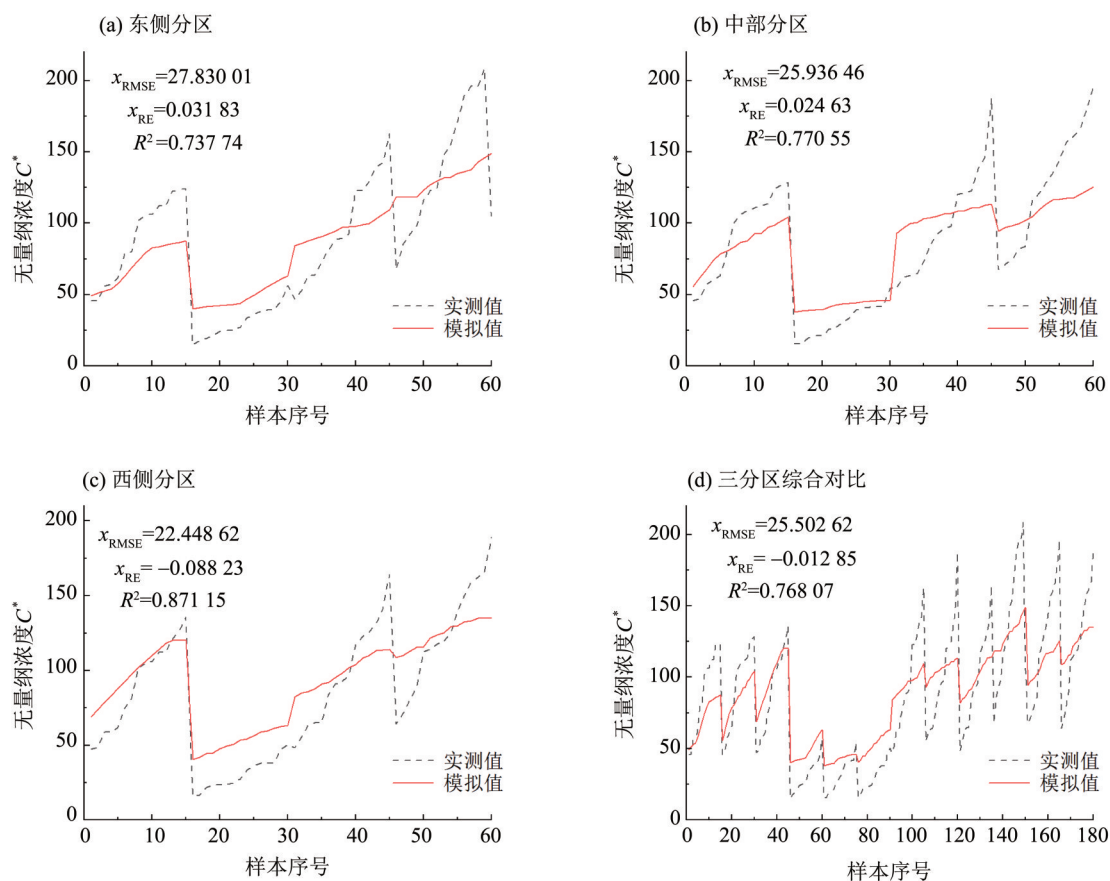 (a) 东侧分区
无量纲浓度C*
200
150
100
50
0
xRMSE=27.830 01
xRE=0.031 83
R²=0.737 74
实测值
模拟值
0 10 20 30 40 50 60
样本序号
(b) 中部分区
无量纲浓度C*
200
150
100
50
0
xRMSE=25.936 46
xRE=0.024 63
R²=0.770 55
实测值
模拟值
0 10 20 30 40 50 60
样本序号
(c) 西侧分区
无量纲浓度C*
200
150
100
50
0
xRMSE=22.448 62
xRE=−0.088 23
R²=0.871 15
实测值
模拟值
0 10 20 30 40 50 60
样本序号
(d) 三分区综合对比
无量纲浓度C*
200
150
100
50
0
xRMSE=25.502 62
xRE=−0.012 85
R²=0.768 07
实测值
模拟值
0 20 40 60 80 100 120 140 160 180
样本序号